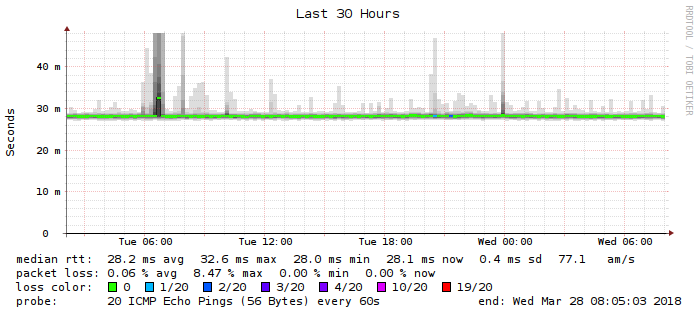 Last 30 Hours
RRDTOOL / TOBI OETIKER
Seconds
40 m
30 m
20 m
10 m
0
Tue 06:00 Tue 12:00 Tue 18:00 Wed 00:00 Wed 06:00
median rtt: 28.2 ms avg 32.6 ms max 28.0 ms min 28.1 ms now 0.4 ms sd 77.1 am/s
packet loss: 0.06 % avg 8.47 % max 0.00 % min 0.00 % now
loss color: 0 1/20 2/20 3/20 4/20 10/20 19/20
probe: 20 ICMP Echo Pings (56 Bytes) every 60s end: Wed Mar 28 08:05:03 2018